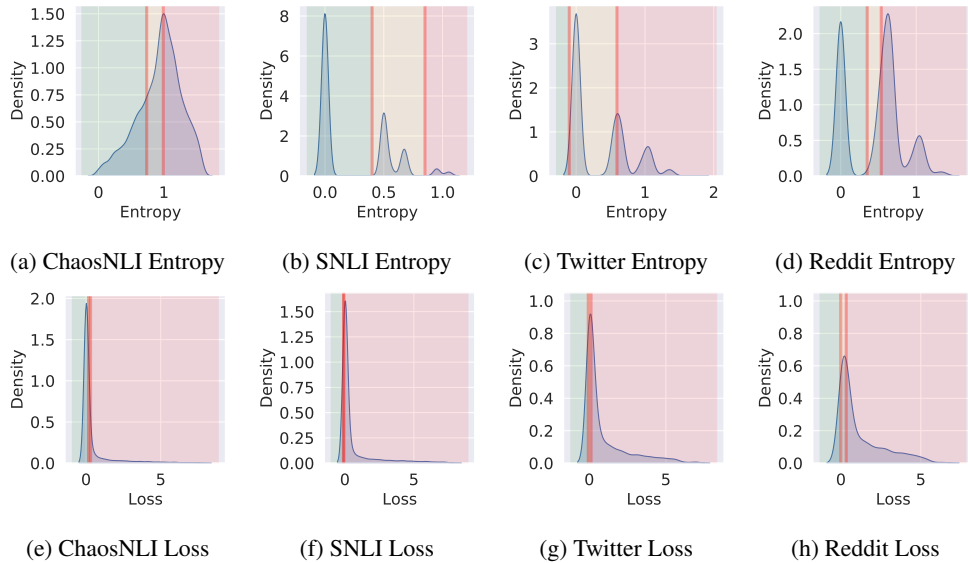 1.50
1.25
1.00
0.75
0.50
0.25
0.00
Density
0
1
Entropy
(a) ChaosNLI Entropy
8
6
4
2
0
Density
0.0
0.5
1.0
Entropy
(b) SNLI Entropy
3
2
1
0
Density
0
1
2
Entropy
(c) Twitter Entropy
2.0
1.5
1.0
0.5
0.0
Density
0
1
Entropy
(d) Reddit Entropy
2.0
1.5
1.0
0.5
0.0
Density
0
5
Loss
(e) ChaosNLI Loss
1.50
1.25
1.00
0.75
0.50
0.25
0.00
Density
0
5
Loss
(f) SNLI Loss
1.0
0.8
0.6
0.4
0.2
0.0
Density
0
5
Loss
(g) Twitter Loss
1.0
0.8
0.6
0.4
0.2
0.0
Density
0
5
Loss
(h) Reddit Loss